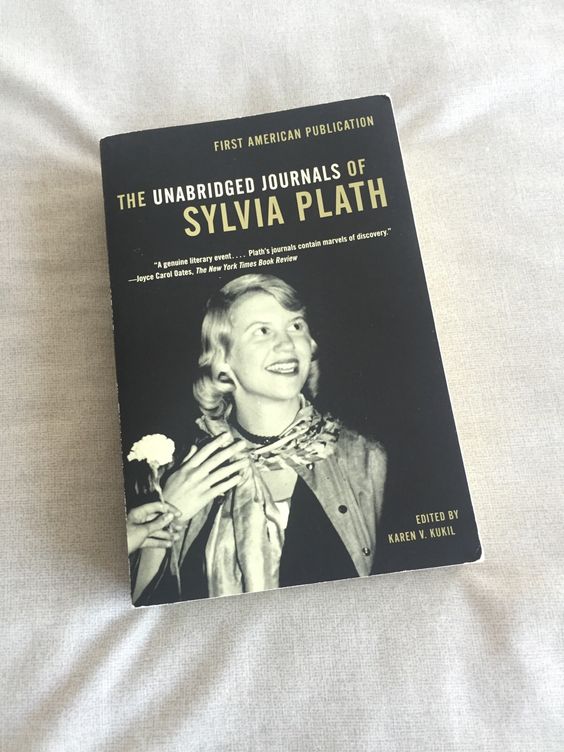 FIRST AMERICAN PUBLICATION
THE UNABRIDGED JOURNALS OF
SYLVIA PLATH
"A genuine literary event. . . . Plath's journals contain marvels of discovery."
—Joyce Carol Oates, The New York Times Book Review
EDITED BY
KAREN V. KUKIL